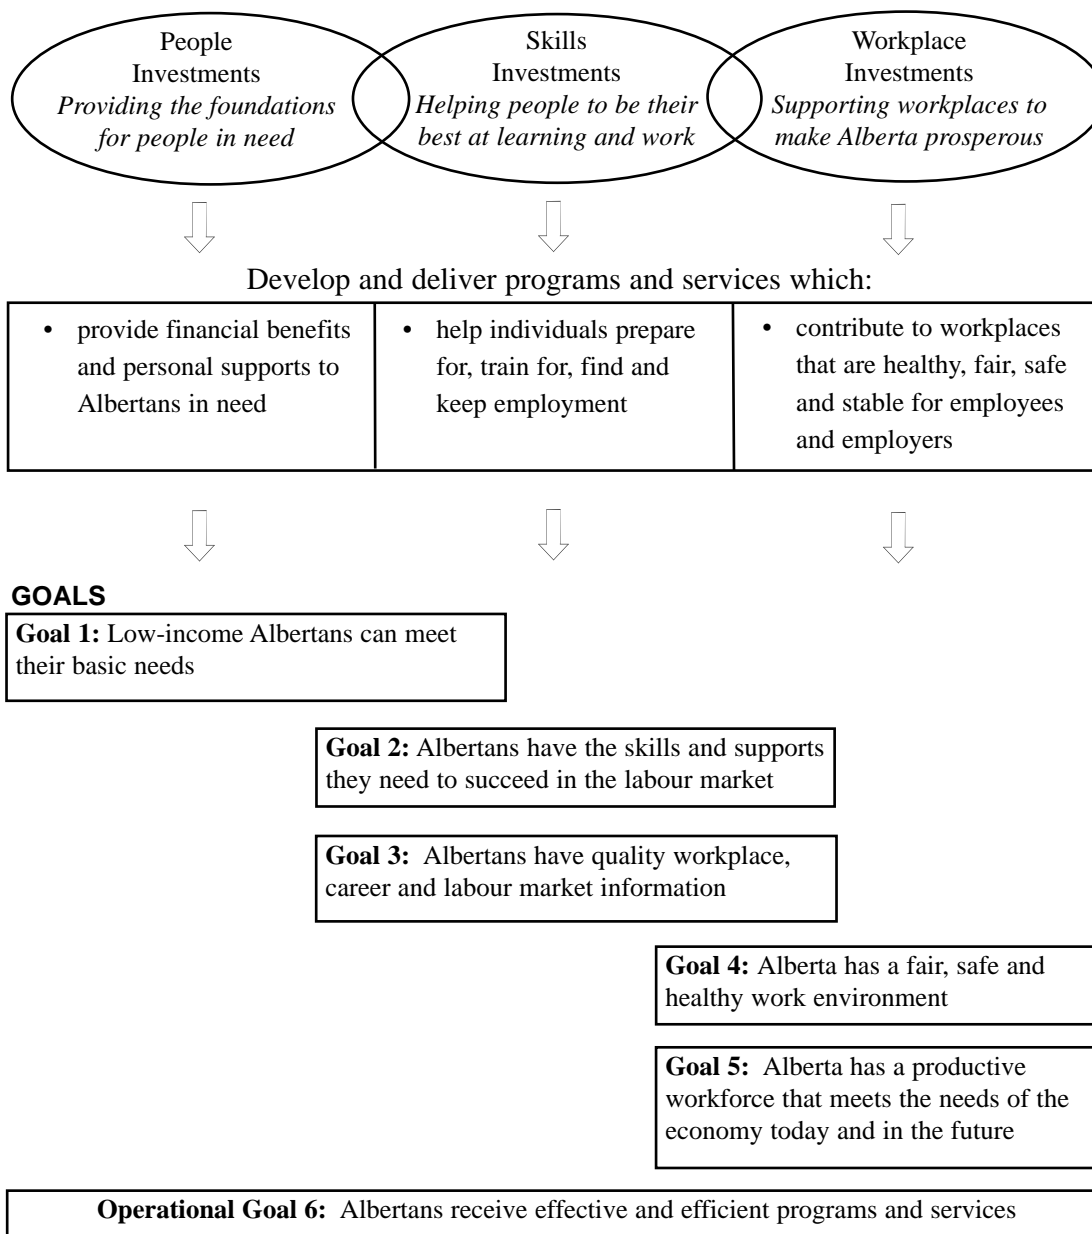 People
Investments
Providing the foundations
for people in need
Skills
Investments
Helping people to be their
best at learning and work
Workplace
Investments
Supporting workplaces to
make Alberta prosperous
Develop and deliver programs and services which:
• provide financial benefits
and personal supports to
Albertans in need
• help individuals prepare
for, train for, find and
keep employment
• contribute to workplaces
that are healthy, fair, safe
and stable for employees
and employers
GOALS
Goal 1: Low-income Albertans can meet
their basic needs
Goal 2: Albertans have the skills and supports
they need to succeed in the labour market
Goal 3: Albertans have quality workplace,
career and labour market information
Goal 4: Alberta has a fair, safe and
healthy work environment
Goal 5: Alberta has a productive
workforce that meets the needs of the
economy today and in the future
Operational Goal 6: Albertans receive effective and efficient programs and services